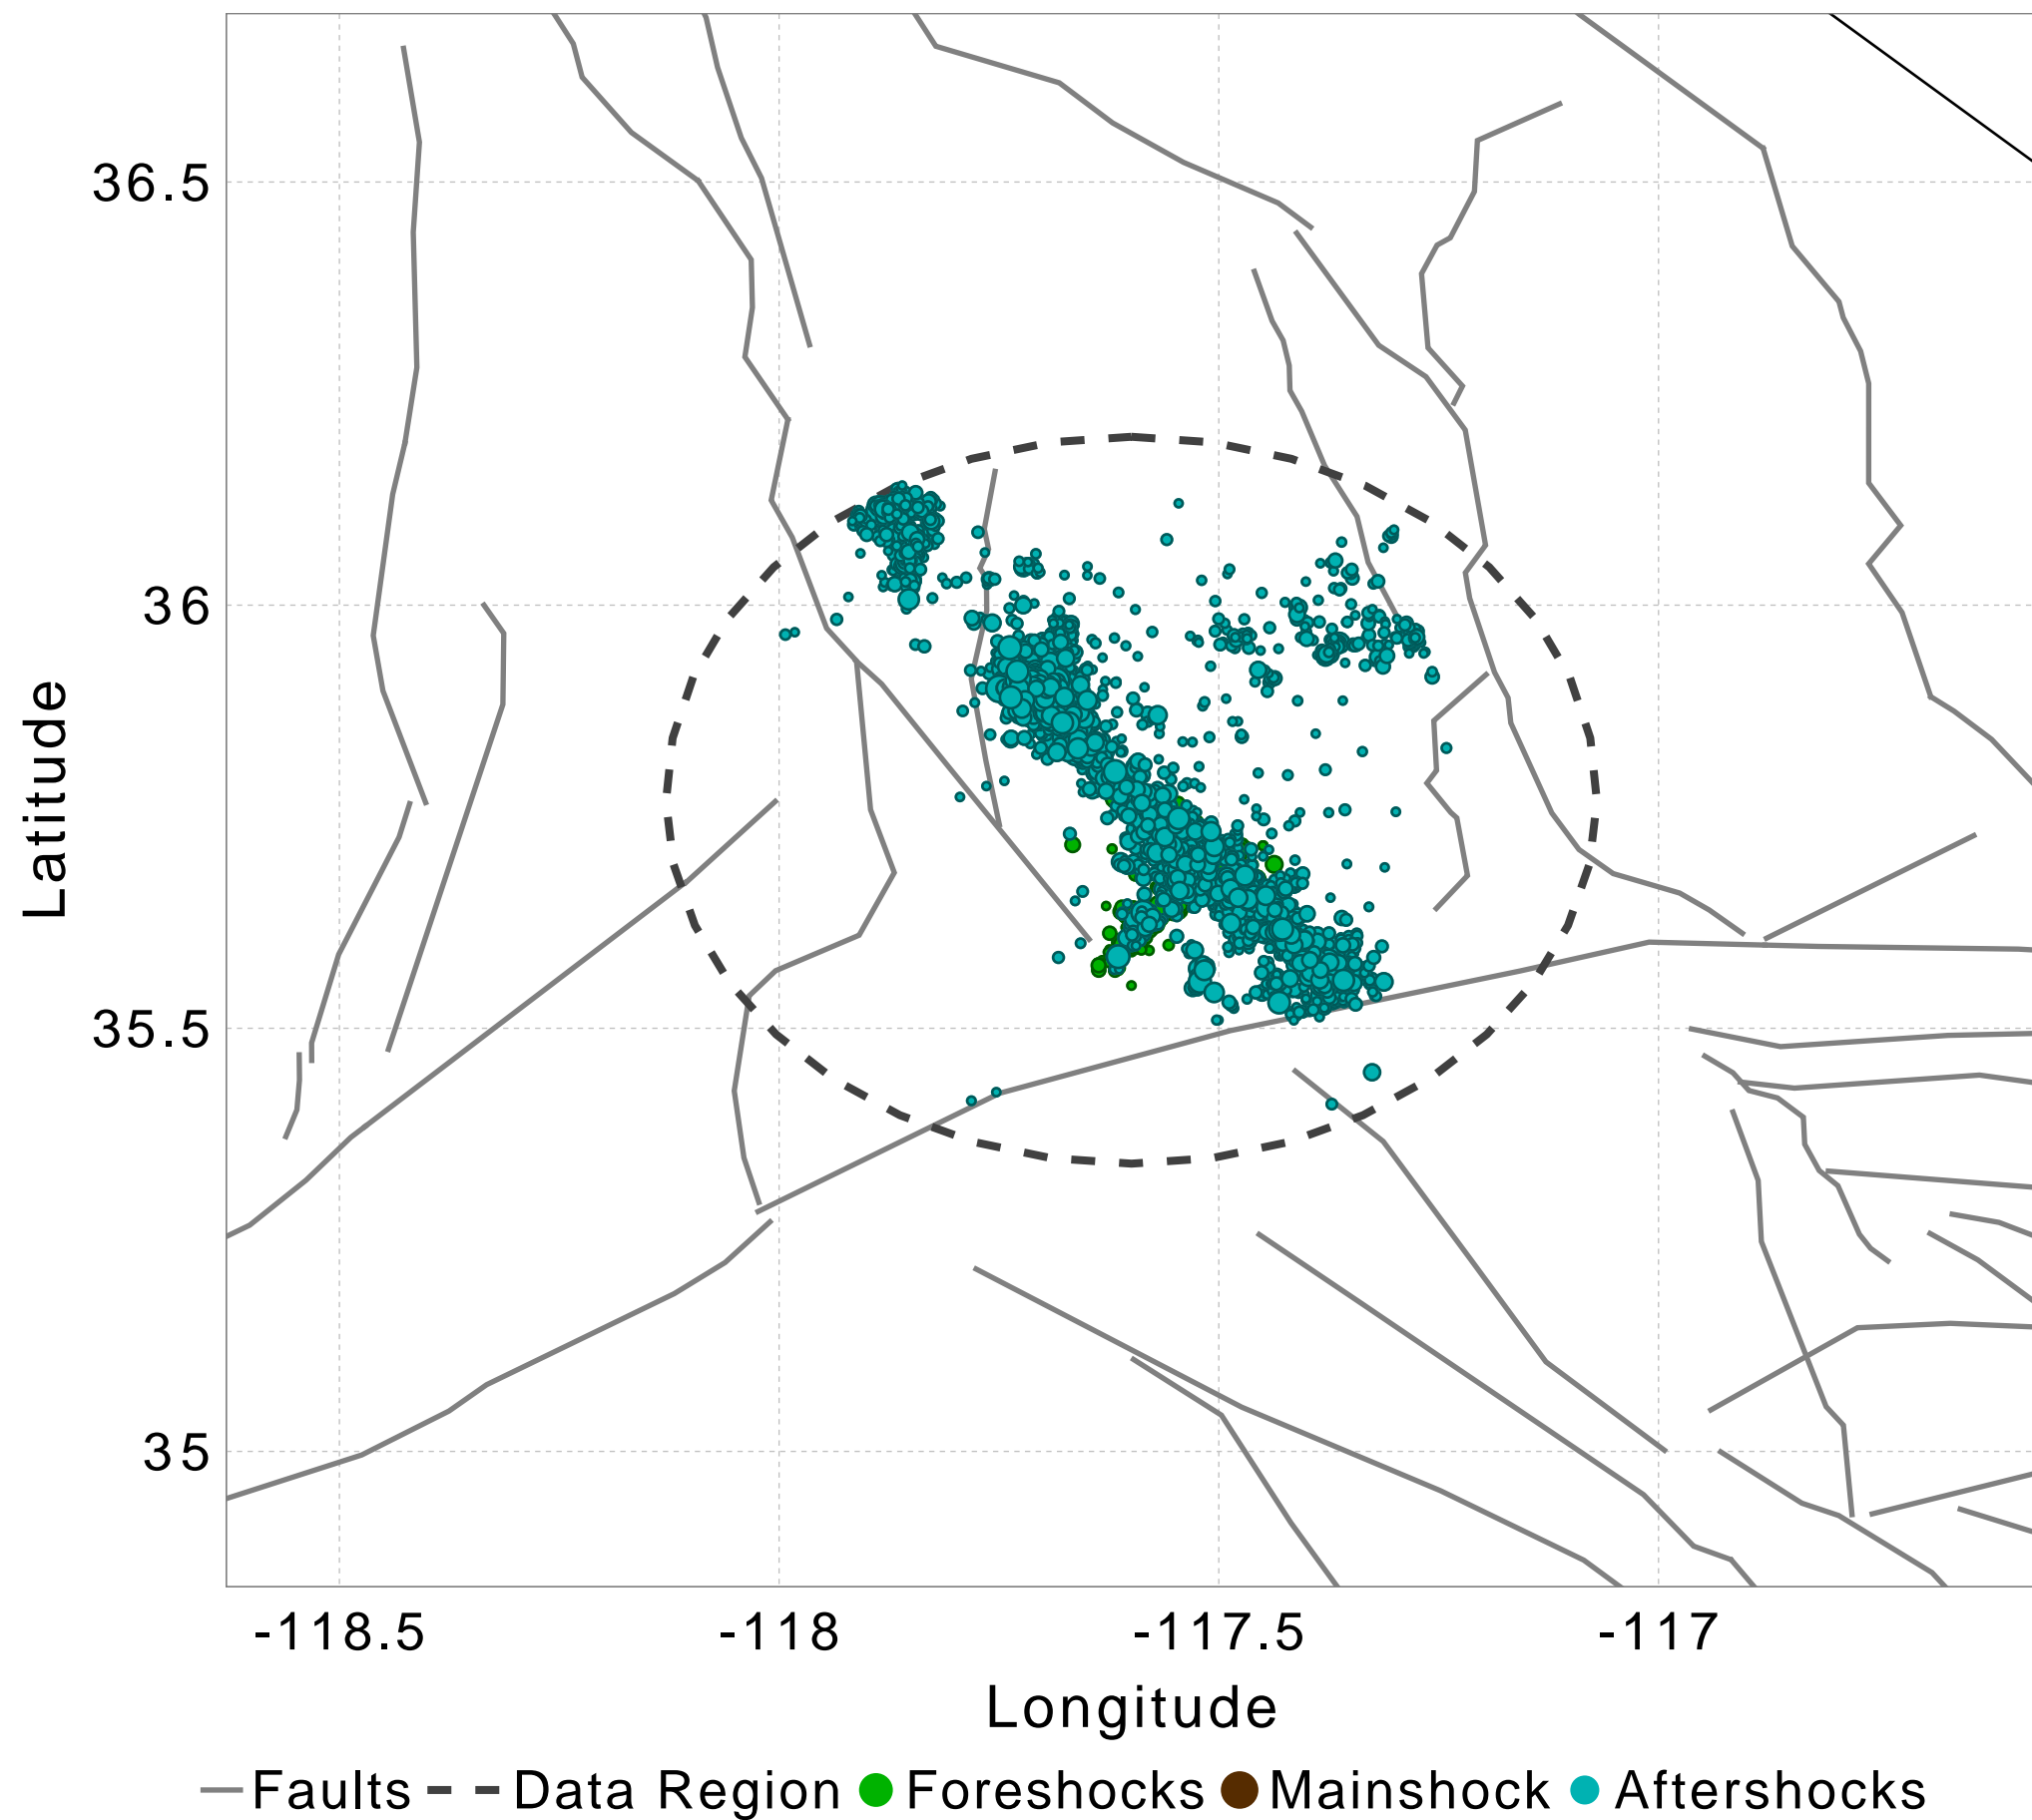 36.5
36
35.5
35
Latitude
-118.5 -118 -117.5 -117
Longitude
Faults Data Region Foreshocks Mainshock Aftershocks